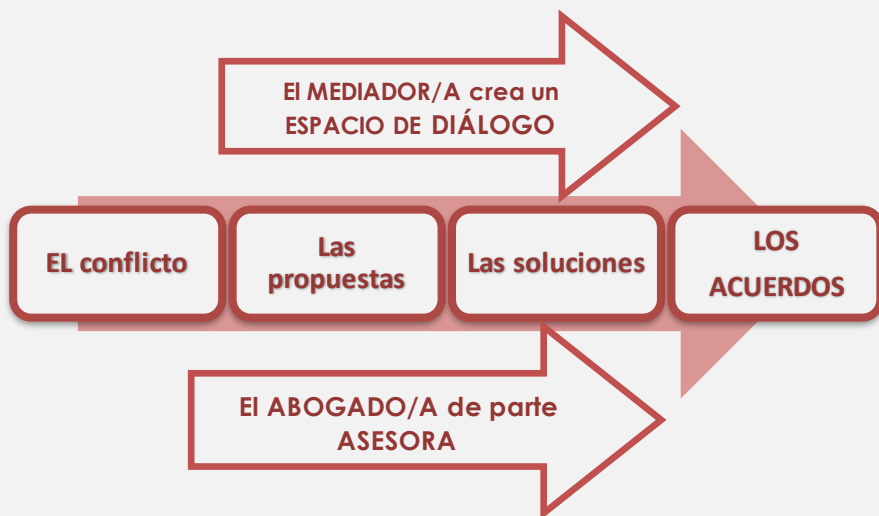 El MEDIADOR/A crea un
ESPACIO DE DIÁLOGO
EL conflicto
Las
propuestas
Las soluciones
LOS
ACUERDOS
El ABOGADO/A de parte
ASESORA